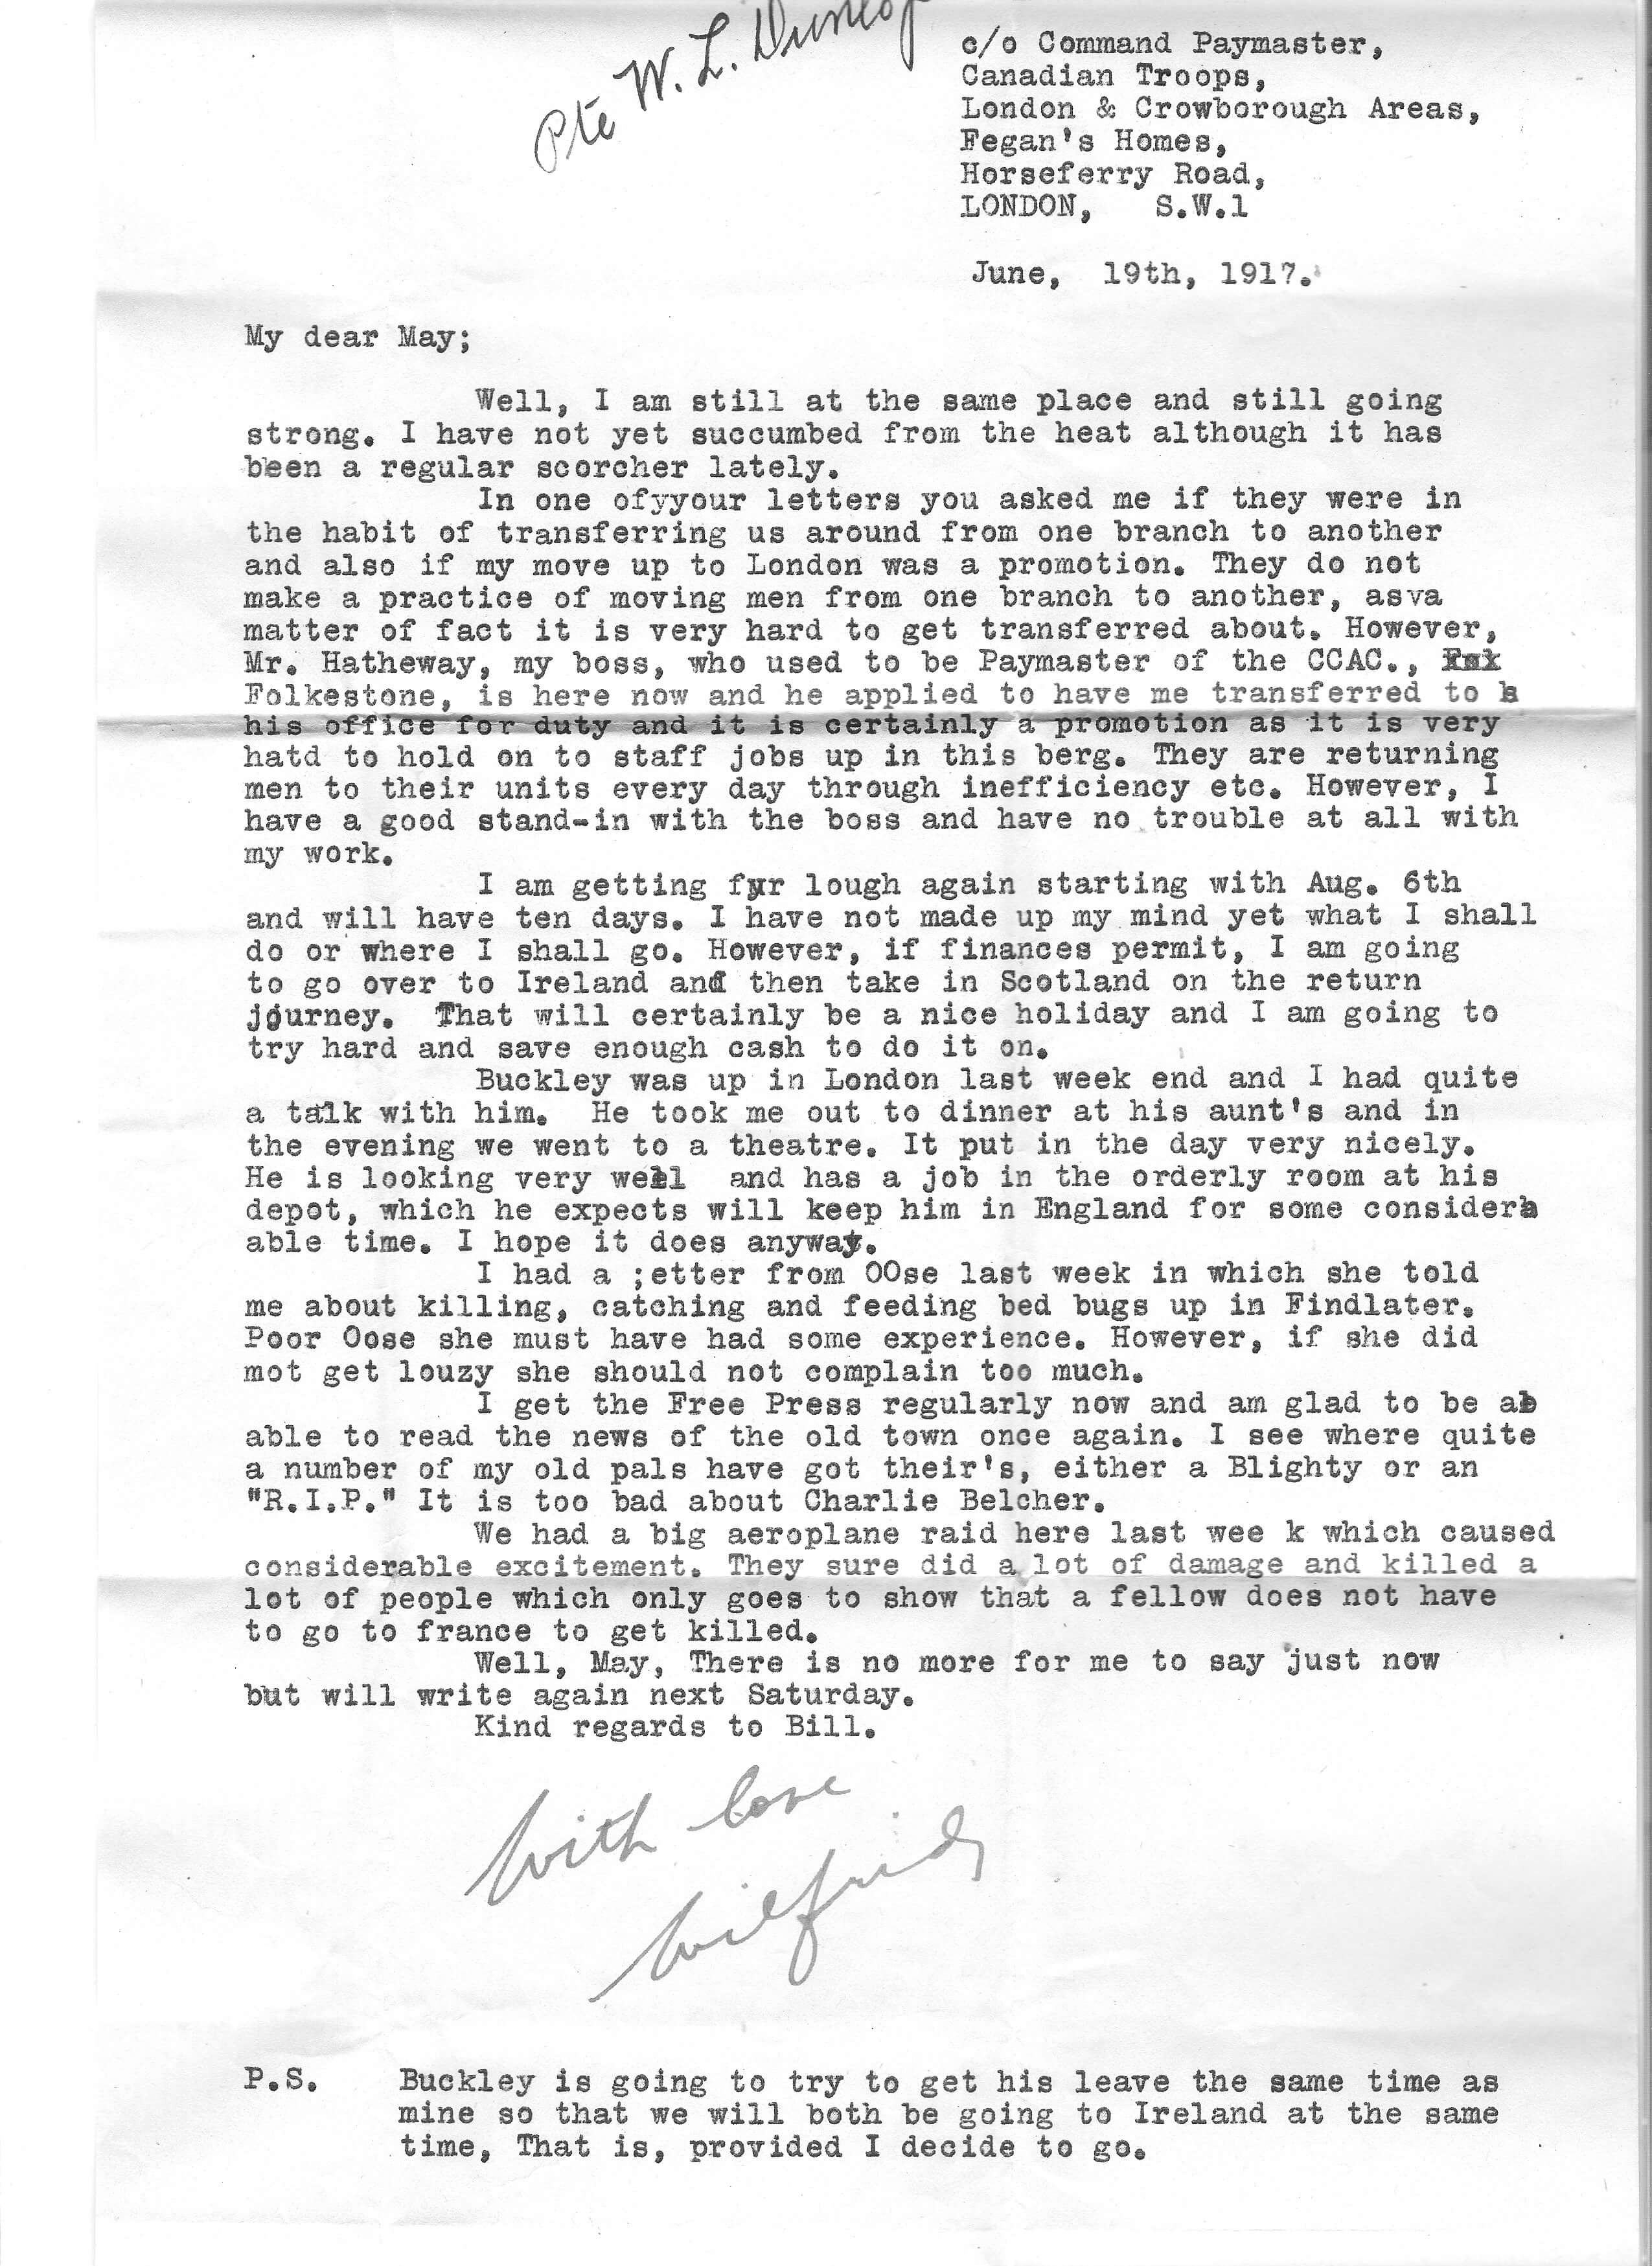 Pte W. L. Dunlop
c/o Command Paymaster,
Canadian Troops,
London & Crowborough Areas,
Fegan's Homes,
Horseferry Road,
LONDON,   S.W.1
June,  19th, 1917.
My dear May;
Well, I am still at the same place and still going
strong. I have not yet succumbed from the heat although it has
been a regular scorcher lately.
In one ofyyour letters you asked me if they were in
the habit of transferring us around from one branch to another
and also if my move up to London was a promotion. They do not
make a practice of moving men from one branch to another, asva
matter of fact it is very hard to get transferred about. However,
Mr. Hatheway, my boss, who used to be Paymaster of the CCAC.,
Folkestone, is here now and he applied to have me transferred to h
his office for duty and it is certainly a promotion as it is very
hatd to hold on to staff jobs up in this berg. They are returning
men to their units every day through inefficiency etc. However, I
have a good stand-in with the boss and have no trouble at all with
my work.
I am getting fur lough again starting with Aug. 6th
and will have ten days. I have not made up my mind yet what I shall
do or where I shall go. However, if finances permit, I am going
to go over to Ireland and then take in Scotland on the return
journey.  That will certainly be a nice holiday and I am going to
try hard and save enough cash to do it on.
Buckley was up in London last week end and I had quite
a talk with him.  He took me out to dinner at his aunt's and in
the evening we went to a theatre. It put in the day very nicely.
He is looking very well  and has a job in the orderly room at his
depot, which he expects will keep him in England for some consider
able time. I hope it does anyway.
I had a ;etter from OOse last week in which she told
me about killing, catching and feeding bed bugs up in Findlater.
Poor Oose she must have had some experience. However, if she did
mot get louzy she should not complain too much.
I get the Free Press regularly now and am glad to be ab
able to read the news of the old town once again. I see where quite
a number of my old pals have got their's, either a Blighty or an
"R.I.P." It is too bad about Charlie Belcher.
We had a big aeroplane raid here last wee k which caused
considerable excitement. They sure did a lot of damage and killed a
lot of people which only goes to show that a fellow does not have
to go to france to get killed.
Well, May, There is no more for me to say just now
but will write again next Saturday.
Kind regards to Bill.
With love
Wilfrid
P.S.    Buckley is going to try to get his leave the same time as
mine so that we will both be going to Ireland at the same
time, That is, provided I decide to go.